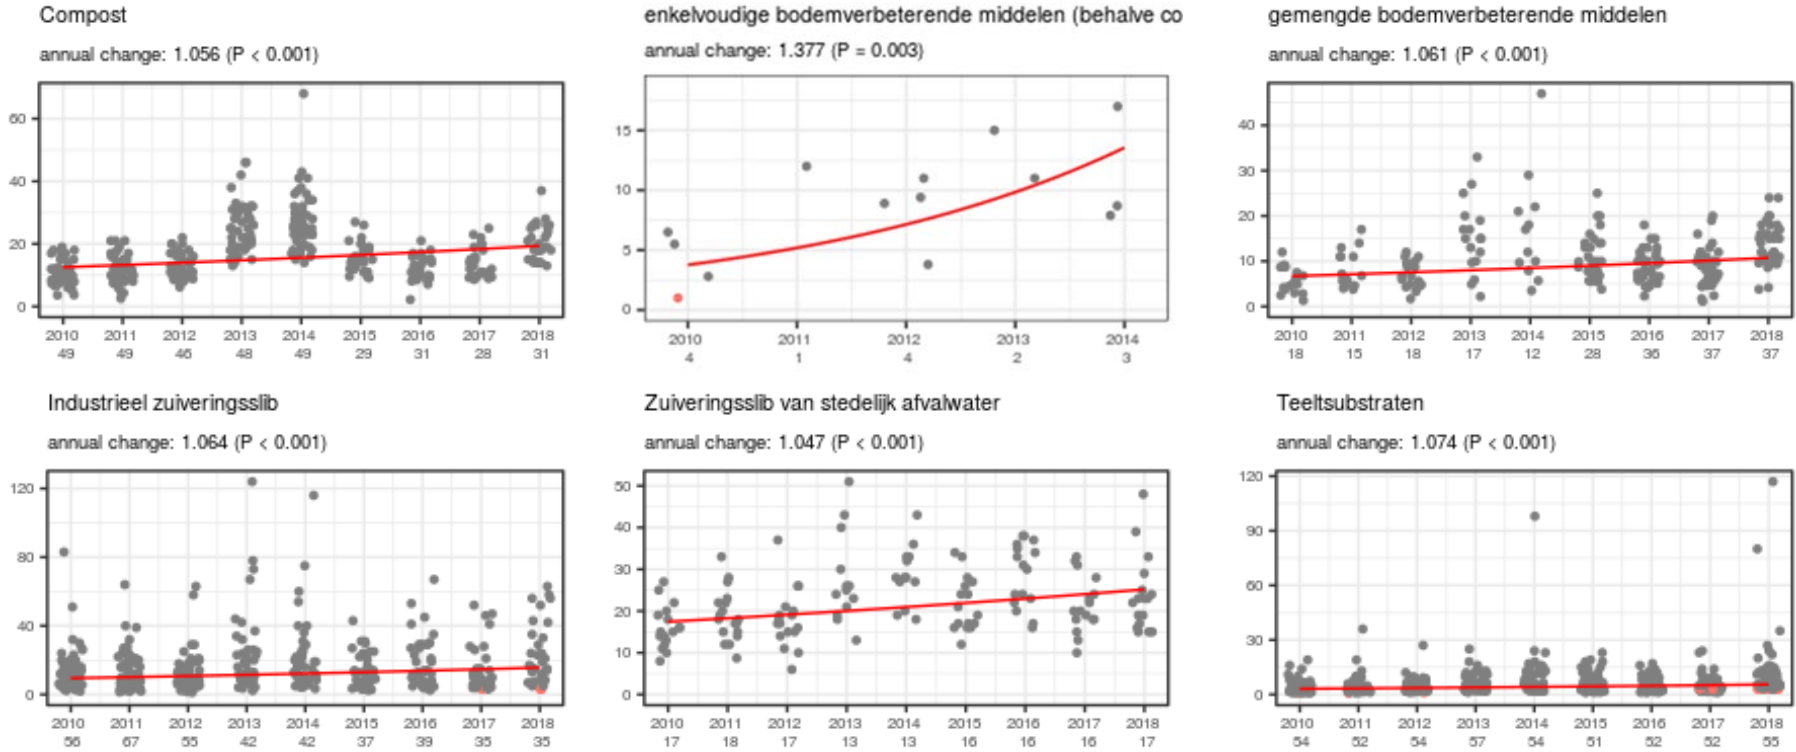 Compost
annual change: 1.056 (P < 0.001)
60
40
20
0
2010 2011 2012 2013 2014 2015 2016 2017 2018
49 49 46 48 49 29 31 28 31
enkelvoudige bodemverbeterende middelen (behalve co
annual change: 1.377 (P = 0.003)
15
10
5
0
2010 2011 2012 2013 2014
4 1 4 2 3
gemengde bodemverbeterende middelen
annual change: 1.061 (P < 0.001)
40
30
20
10
0
2010 2011 2012 2013 2014 2015 2016 2017 2018
18 15 18 17 12 28 36 37 37
Industrieel zuiveringsslib
annual change: 1.064 (P < 0.001)
120
80
40
0
2010 2011 2012 2013 2014 2015 2016 2017 2018
56 67 55 42 42 37 39 35 35
Zuiveringsslib van stedelijk afvalwater
annual change: 1.047 (P < 0.001)
50
40
30
20
10
0
2010 2011 2012 2013 2014 2015 2016 2017 2018
17 18 17 13 13 16 16 16 17
Teeltsubstraten
annual change: 1.074 (P < 0.001)
120
90
60
30
0
2010 2011 2012 2013 2014 2015 2016 2017 2018
54 52 54 57 54 51 52 52 55